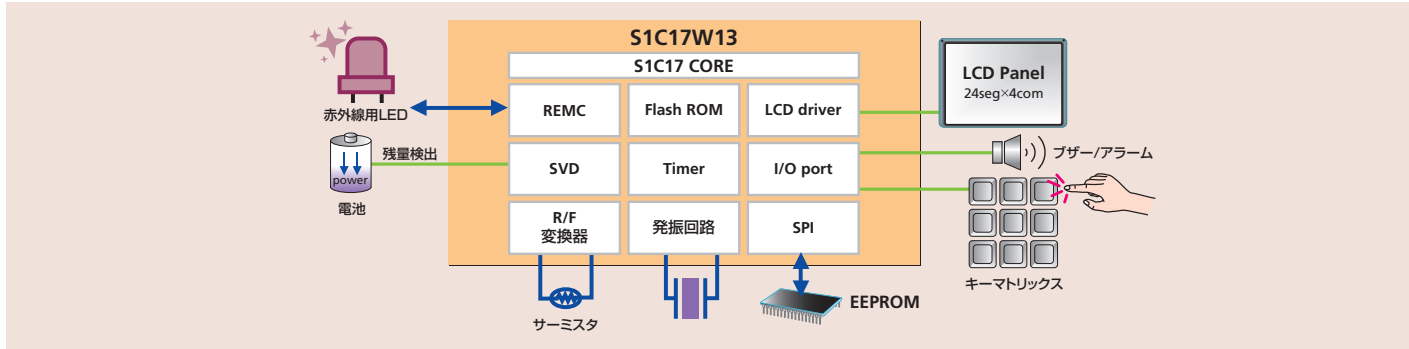 S1C17W13
S1C17 CORE
赤外線用LED
REMC
Flash ROM
LCD driver
LCD Panel
24seg×4com
残量検出
power
電池
SVD
Timer
I/O port
ブザー/アラーム
R/F
変換器
発振回路
SPI
キーマトリックス
サーミスタ
EEPROM